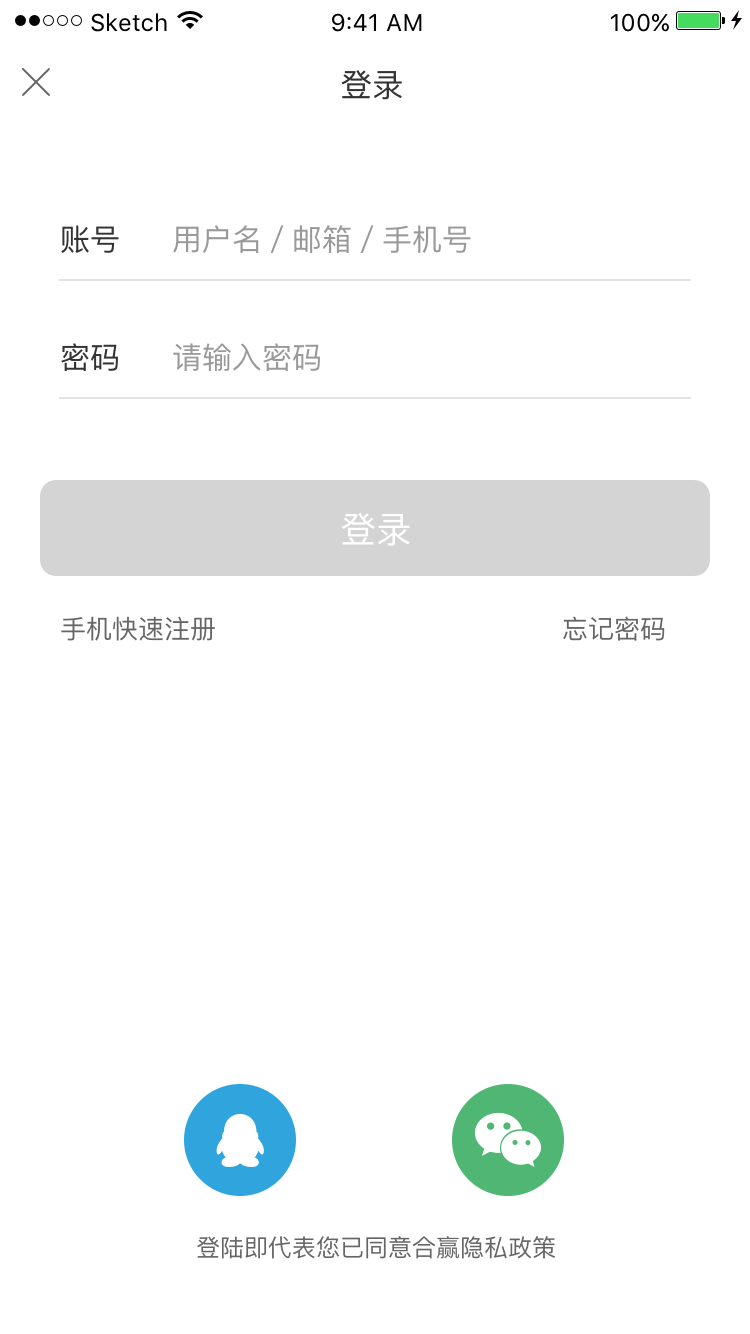 Sketch 9:41 AM 100%
登录
账号 用户名 / 邮箱 / 手机号
密码 请输入密码
登录
手机快速注册 忘记密码
登陆即代表您已同意合赢隐私政策